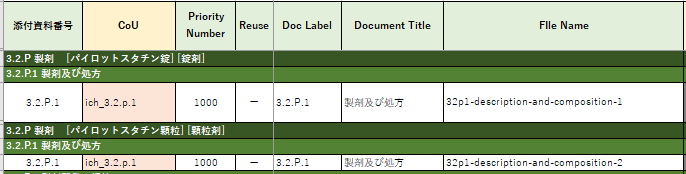 添付資料番号 CoU Priority Number Reuse Doc Label Document Title FIle Name
3.2.P 製剤 [パイロットスタチン錠] [錠剤]
3.2.P.1 製剤及び処方
3.2.P.1 ich_3.2.p.1 1000 ー 3.2.P.1 製剤及び処方 32p1-description-and-composition-1
3.2.P 製剤 [パイロットスタチン顆粒] [顆粒剤]
3.2.P.1 製剤及び処方
3.2.P.1 ich_3.2.p.1 1000 ー 3.2.P.1 製剤及び処方 32p1-description-and-composition-2